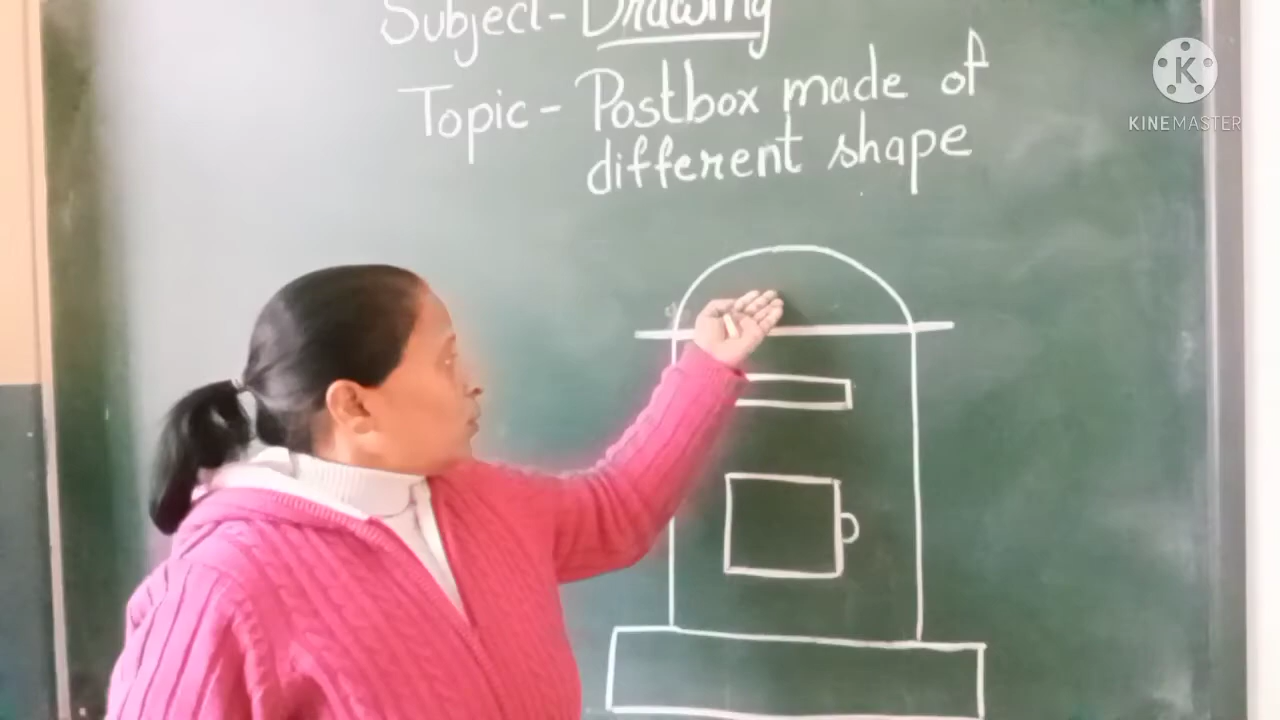 Subject- Drawing
Topic- Postbox made of
different shape
KINEMASTER